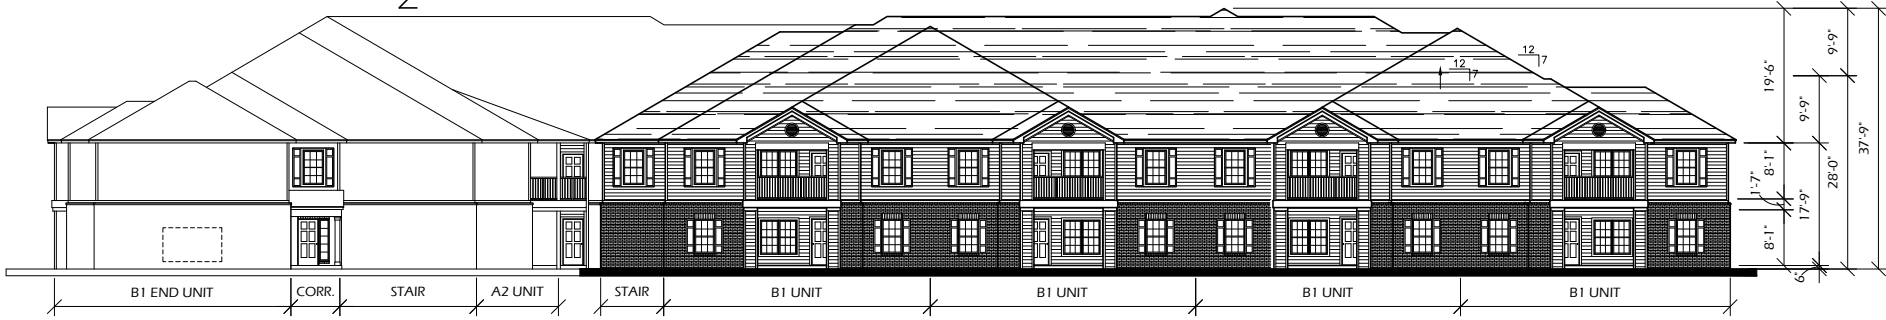 12
7
12
7
19'-6"
9'-9"
9'-9"
37'-9"
8'-1"
1'-7"
17'-9"
28'-0"
8'-1"
6"
B1 END UNIT
CORR.
STAIR
A2 UNIT
STAIR
B1 UNIT
B1 UNIT
B1 UNIT
B1 UNIT